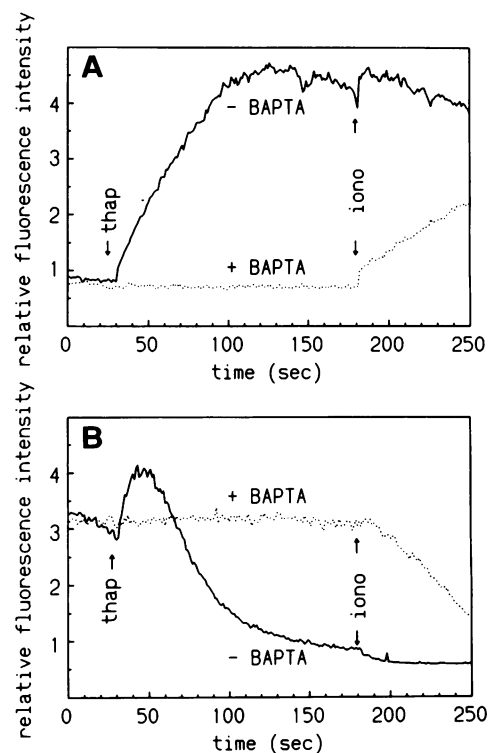 relative fluorescence intensity
A
4
3
2
1
thap
- BAPTA
iono
+ BAPTA
0 50 100 150 200 250
time (sec)
relative fluorescence intensity
B
4
3
2
1
+ BAPTA
thap
iono
- BAPTA
0 50 100 150 200 250
time (sec)